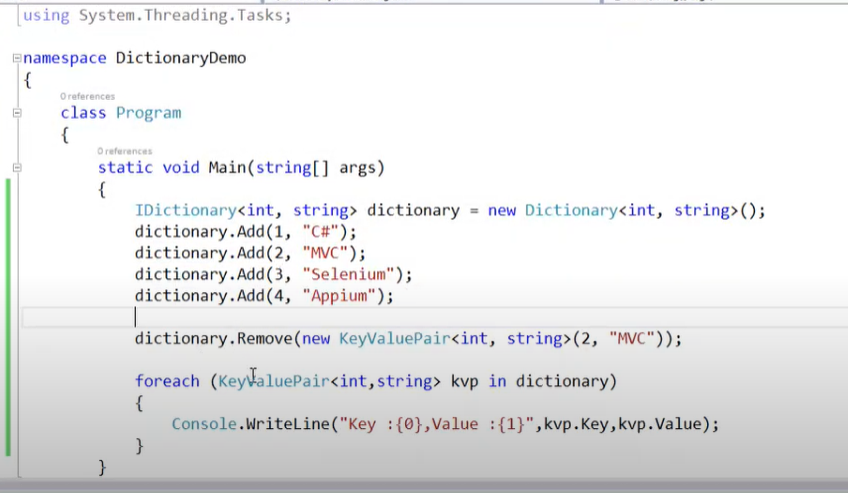 using System.Threading.Tasks;
namespace DictionaryDemo
{
0 references
class Program
{
0 references
static void Main(string[] args)
{
IDictionary<int, string> dictionary = new Dictionary<int, string>();
dictionary.Add(1, "C#");
dictionary.Add(2, "MVC");
dictionary.Add(3, "Selenium");
dictionary.Add(4, "Appium");
dictionary.Remove(new KeyValuePair<int, string>(2, "MVC"));
foreach (KeyValuePair<int,string> kvp in dictionary)
{
Console.WriteLine("Key :{0},Value :{1}",kvp.Key,kvp.Value);
}
}